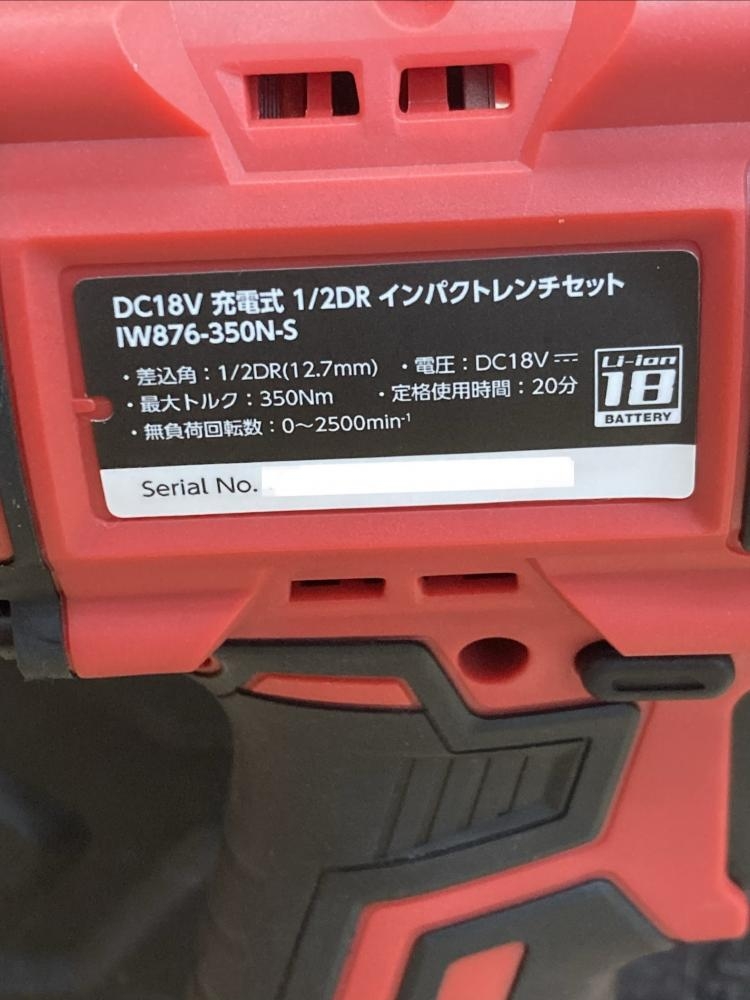 DC18V 充電式 1/2DR インパクトレンチセット
IW876-350N-S
・差込角：1/2DR(12.7mm) ・電圧：DC18V⎓
・最大トルク：350Nm ・定格使用時間：20分
・無負荷回転数：0～2500min⁻¹
Li-ion
18
BATTERY
Serial No.